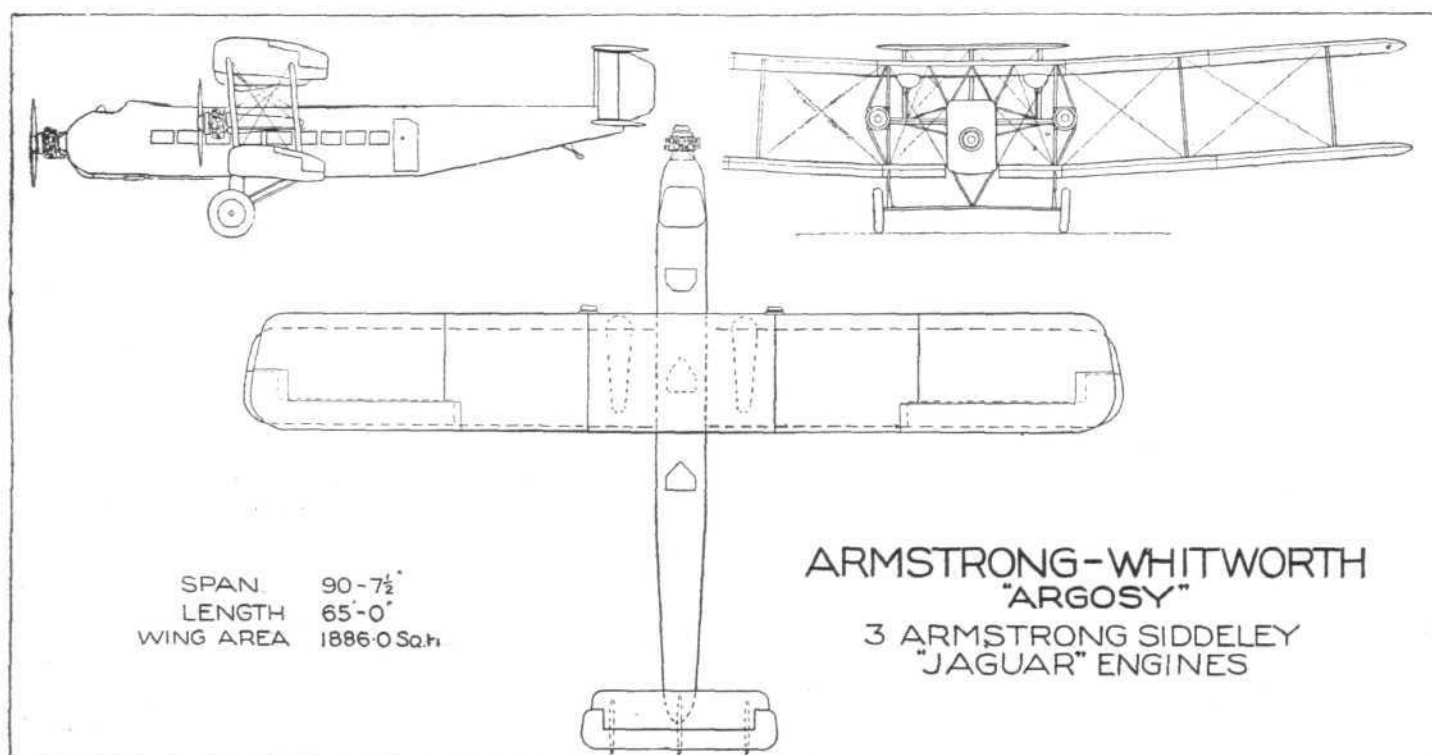 SPAN. 90-7½"
LENGTH 65'-0"
WING AREA 1886·0 Sq.ft.
ARMSTRONG-WHITWORTH
"ARGOSY"
3 ARMSTRONG SIDDELEY
"JAGUAR" ENGINES